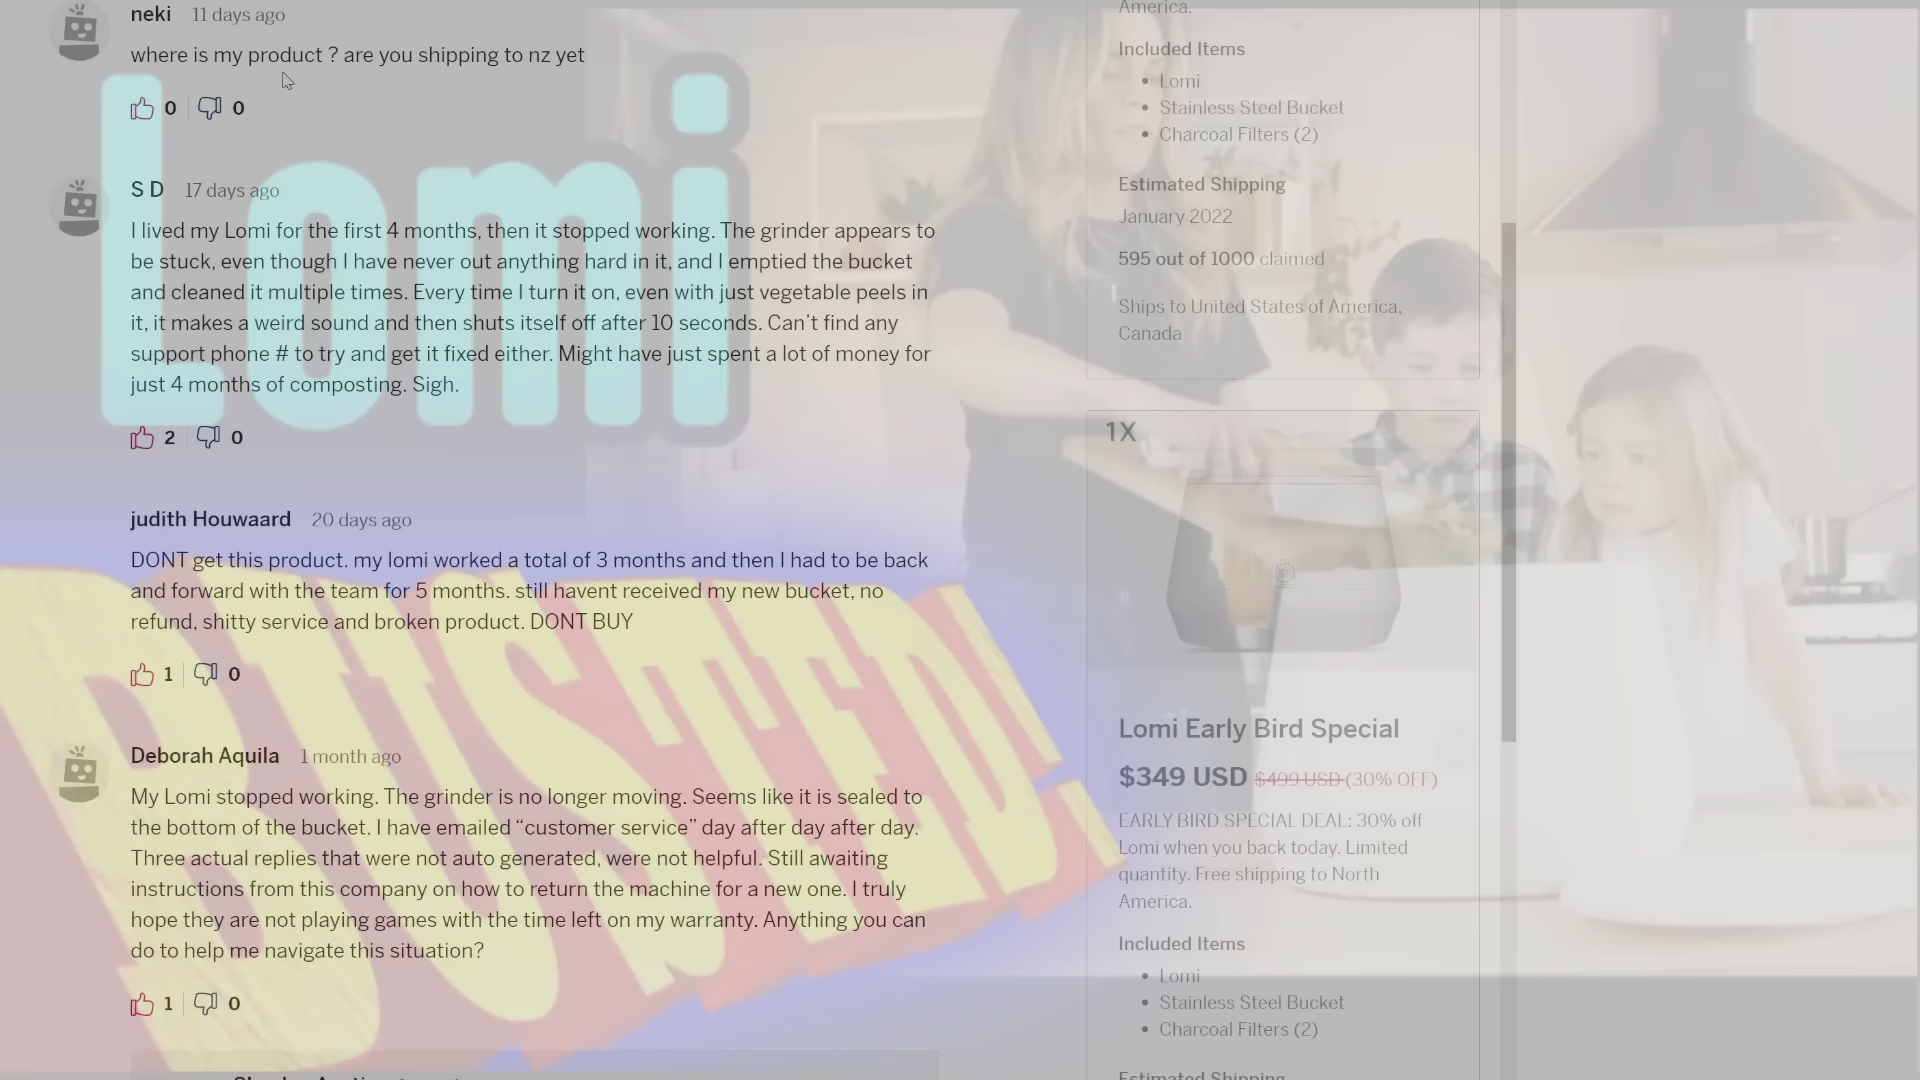 neki 11 days ago
where is my product ? are you shipping to nz yet
0 0
S D 17 days ago
I lived my Lomi for the first 4 months, then it stopped working. The grinder appears to
be stuck, even though I have never out anything hard in it, and I emptied the bucket
and cleaned it multiple times. Every time I turn it on, even with just vegetable peels in
it, it makes a weird sound and then shuts itself off after 10 seconds. Can't find any
support phone # to try and get it fixed either. Might have just spent a lot of money for
just 4 months of composting. Sigh.
2 0
judith Houwaard 20 days ago
DONT get this product. my lomi worked a total of 3 months and then I had to be back
and forward with the team for 5 months. still havent received my new bucket, no
refund, shitty service and broken product. DONT BUY
1 0
Deborah Aquila 1 month ago
My Lomi stopped working. The grinder is no longer moving. Seems like it is sealed to
the bottom of the bucket. I have emailed “customer service” day after day after day.
Three actual replies that were not auto generated, were not helpful. Still awaiting
instructions from this company on how to return the machine for a new one. I truly
hope they are not playing games with the time left on my warranty. Anything you can
do to help me navigate this situation?
1 0
Lomi
BUSTED!
America.
Included Items
• Lomi
• Stainless Steel Bucket
• Charcoal Filters (2)
Estimated Shipping
January 2022
595 out of 1000 claimed
Ships to United States of America,
Canada
1X
Lomi Early Bird Special
$349 USD $499 USD (30% OFF)
EARLY BIRD SPECIAL DEAL: 30% off
Lomi when you back today. Limited
quantity. Free shipping to North
America.
Included Items
• Lomi
• Stainless Steel Bucket
• Charcoal Filters (2)
Estimated Shipping